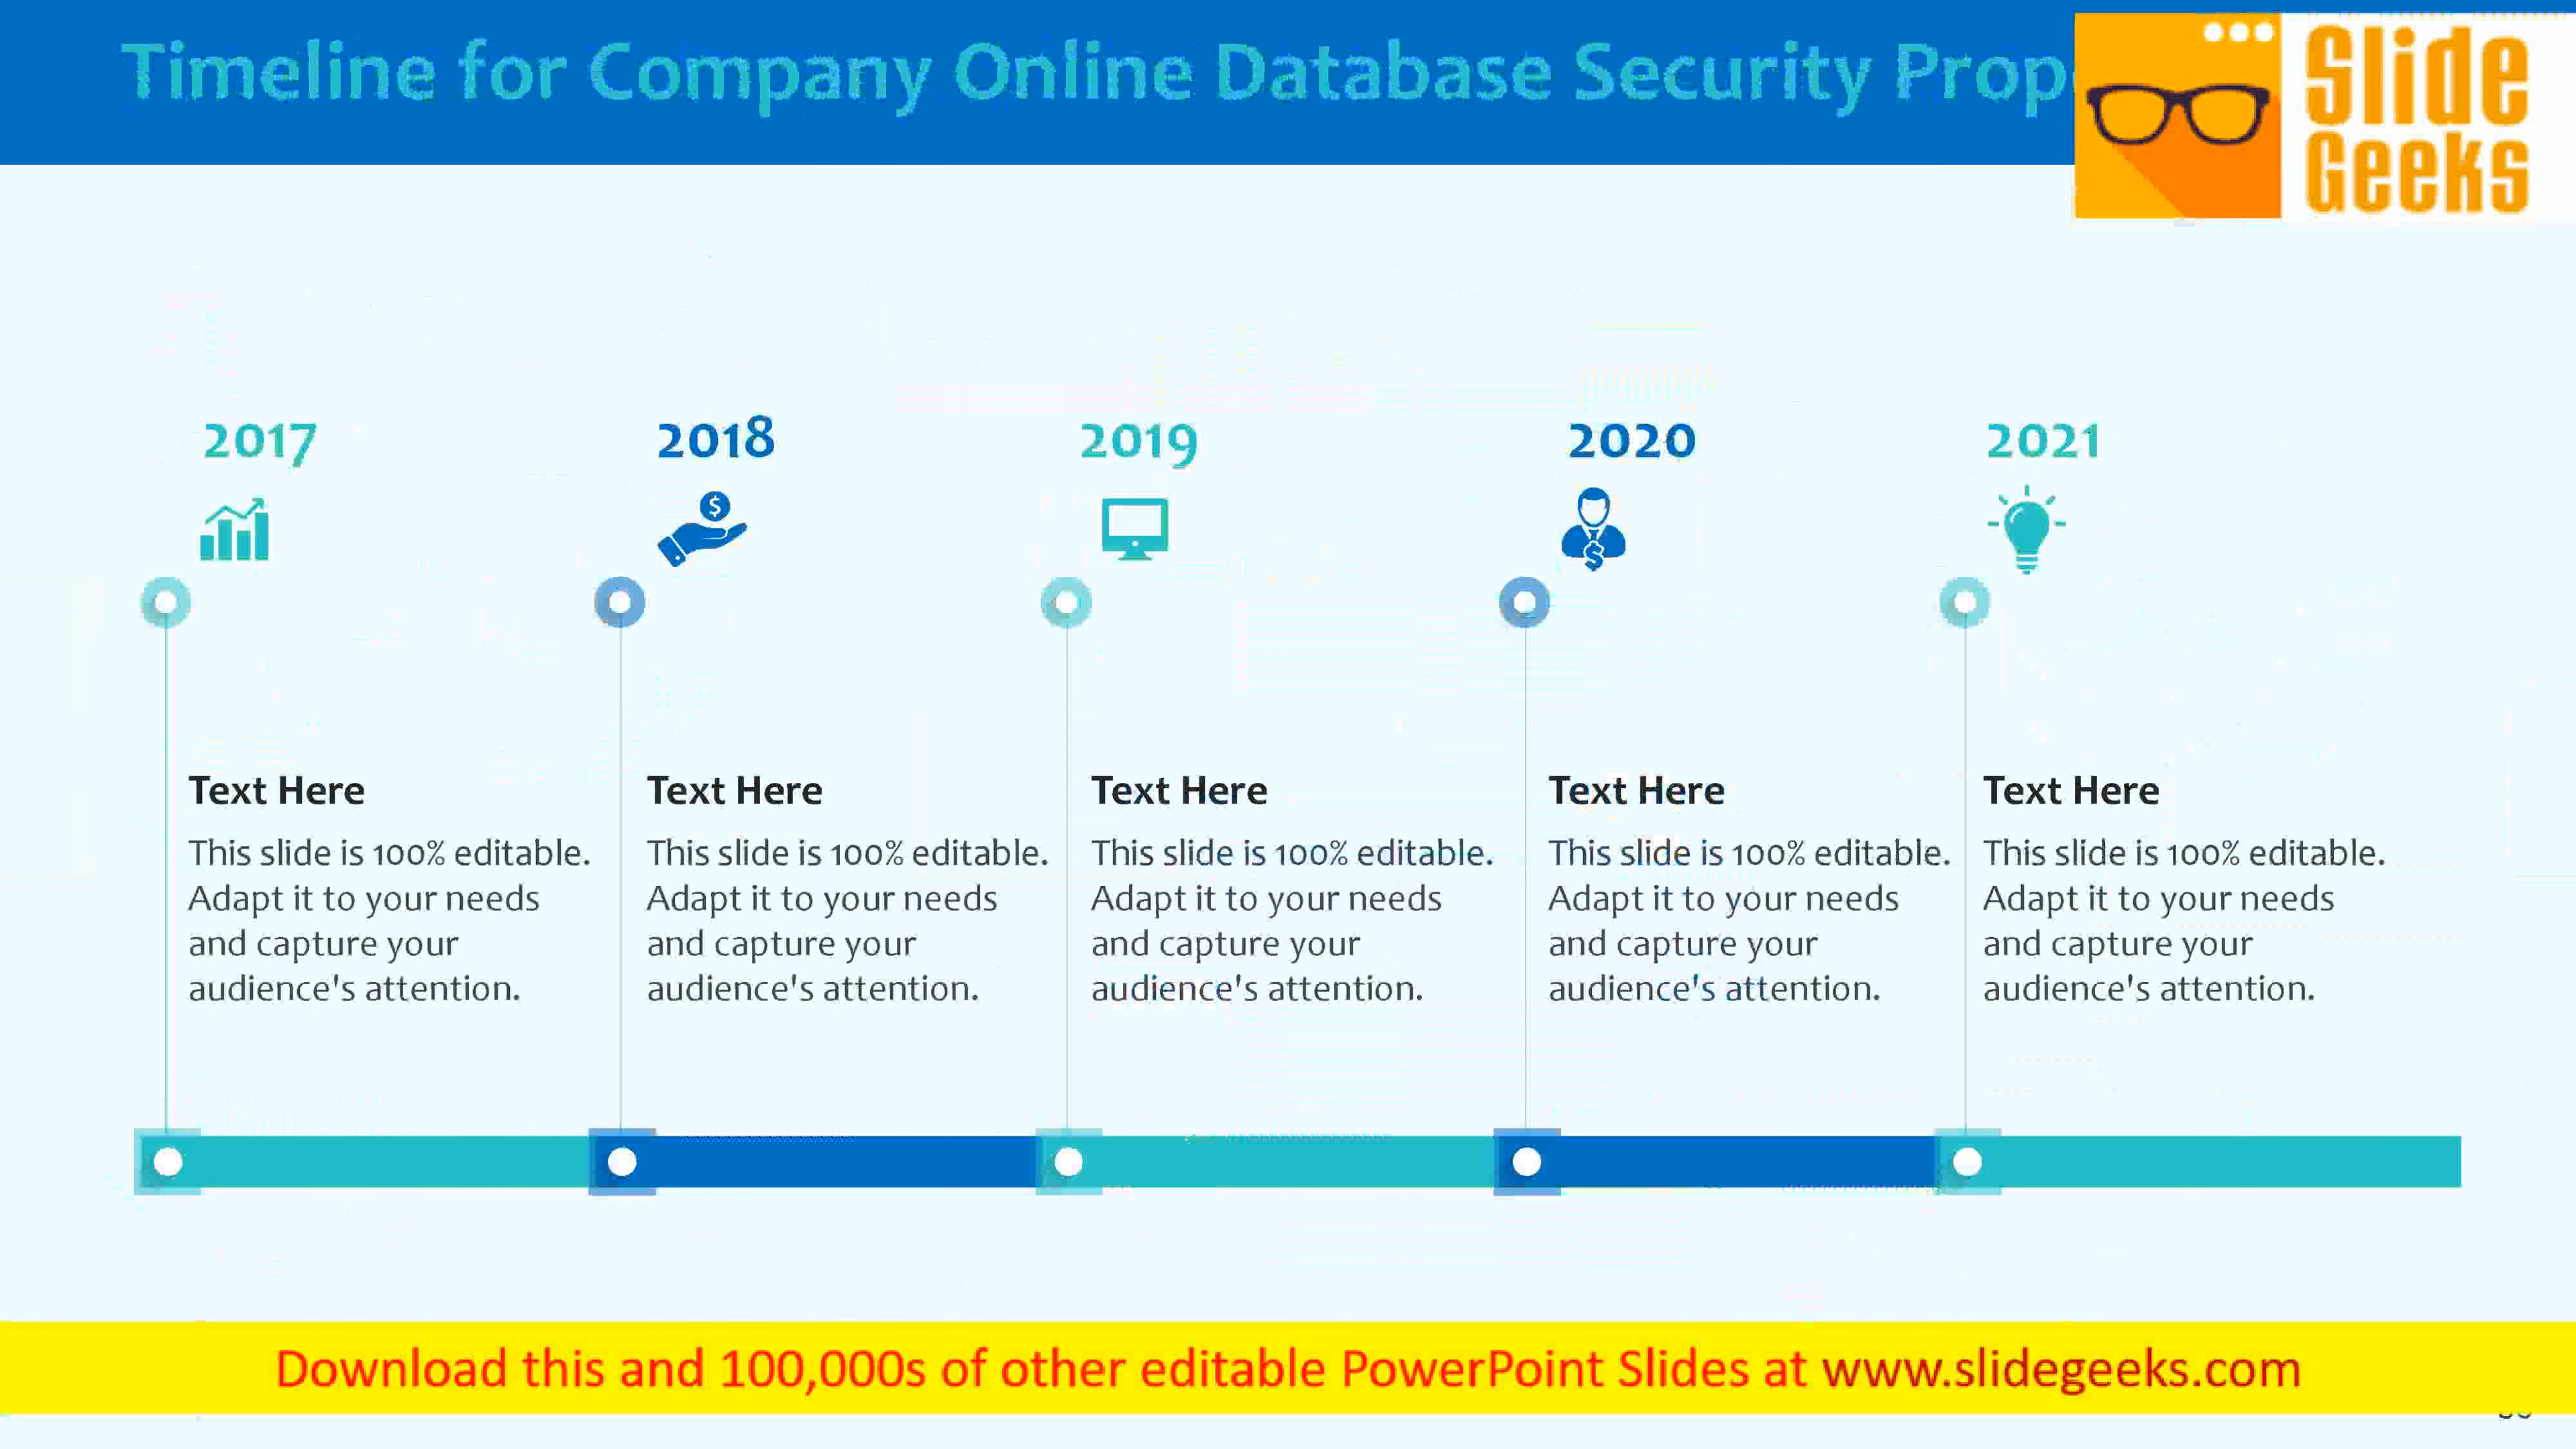 Timeline for Company Online Database Security
Slide
Geeks
2017
2018
2019
2020
2021
Text Here
This slide is 100% editable.
Adapt it to your needs
and capture your
audience's attention.
Text Here
This slide is 100% editable.
Adapt it to your needs
and capture your
audience's attention.
Text Here
This slide is 100% editable.
Adapt it to your needs
and capture your
audience's attention.
Text Here
This slide is 100% editable.
Adapt it to your needs
and capture your
audience's attention.
Text Here
This slide is 100% editable.
Adapt it to your needs
and capture your
audience's attention.
Download this and 100,000s of other editable PowerPoint Slides at www.slidegeeks.com